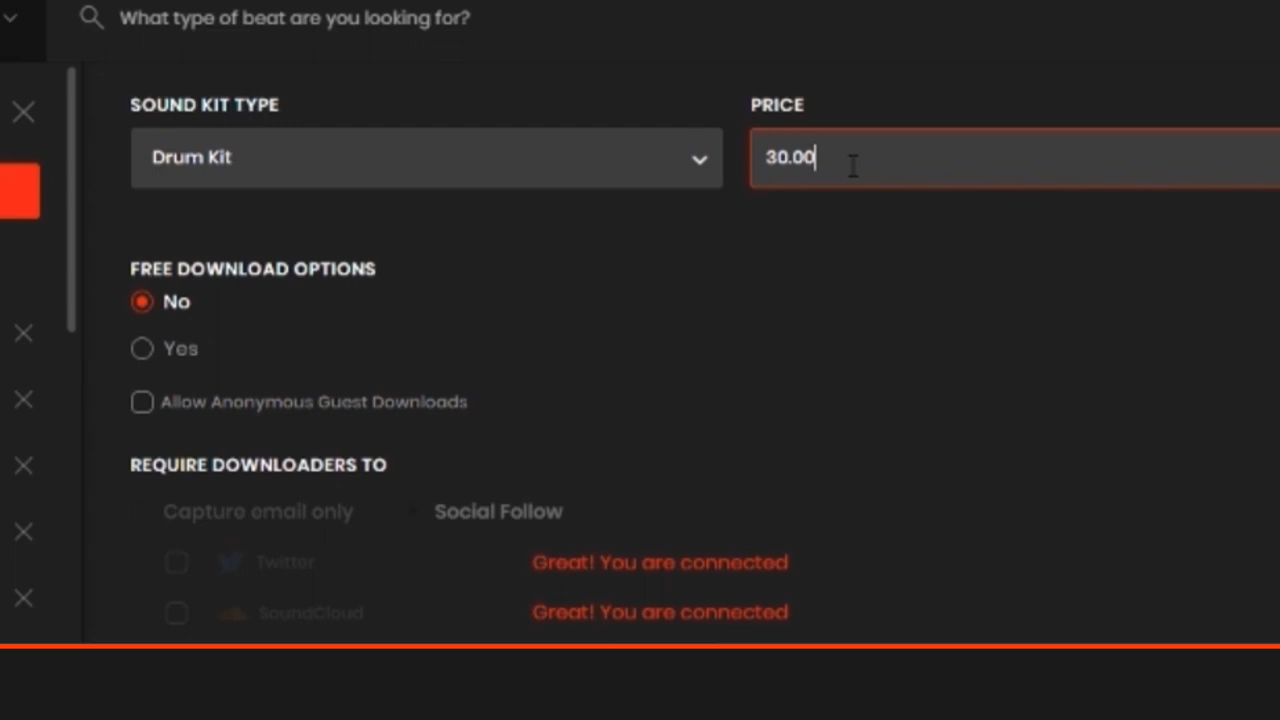 What type of beat are you looking for?
SOUND KIT TYPE
PRICE
Drum Kit
30.00
FREE DOWNLOAD OPTIONS
No
Yes
Allow Anonymous Guest Downloads
REQUIRE DOWNLOADERS TO
Capture email only
Social Follow
Twitter
Great! You are connected
SoundCloud
Great! You are connected